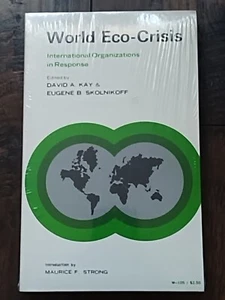 World Eco-Crisis
International Organizations
in Response
Edited by
DAVID A. KAY &
EUGENE B. SKOLNIKOFF
Introduction by
MAURICE F. STRONG